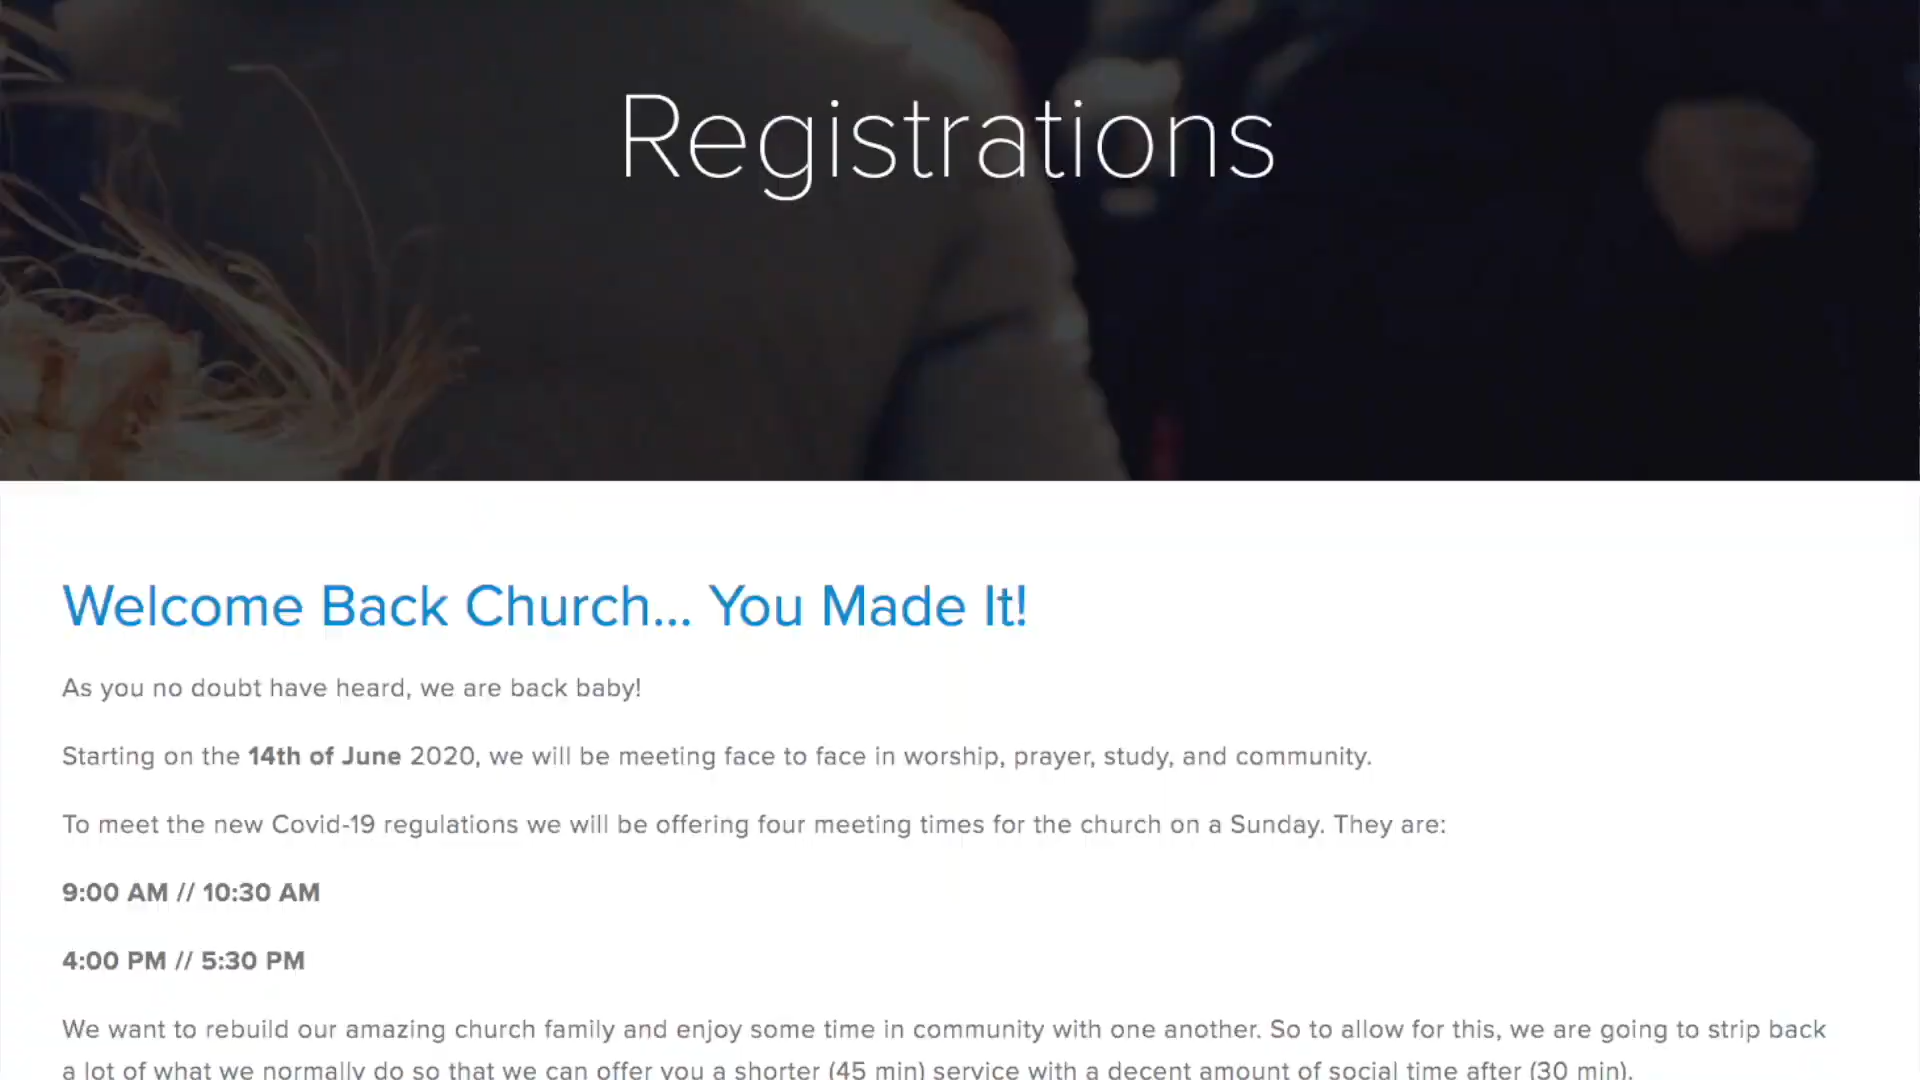 Registrations
Welcome Back Church... You Made It!
As you no doubt have heard, we are back baby!
Starting on the 14th of June 2020, we will be meeting face to face in worship, prayer, study, and community.
To meet the new Covid-19 regulations we will be offering four meeting times for the church on a Sunday. They are:
9:00 AM // 10:30 AM
4:00 PM // 5:30 PM
We want to rebuild our amazing church family and enjoy some time in community with one another. So to allow for this, we are going to strip back
a lot of what we normally do so that we can offer you a shorter (45 min) service with a decent amount of social time after (30 min).